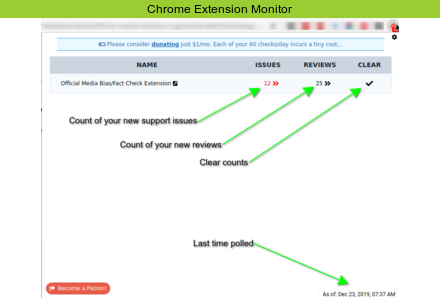 Chrome Extension Monitor
Please consider donating just $1/mo. Each of your 60 checks/day incurs a tiny cost...
NAME ISSUES REVIEWS CLEAR
Official Media Bias/Fact Check Extension 12 » 25 »
Count of your new support issues
Count of your new reviews
Clear counts
Last time polled
Become a Patron!
As of: Dec 23, 2019, 07:37 AM